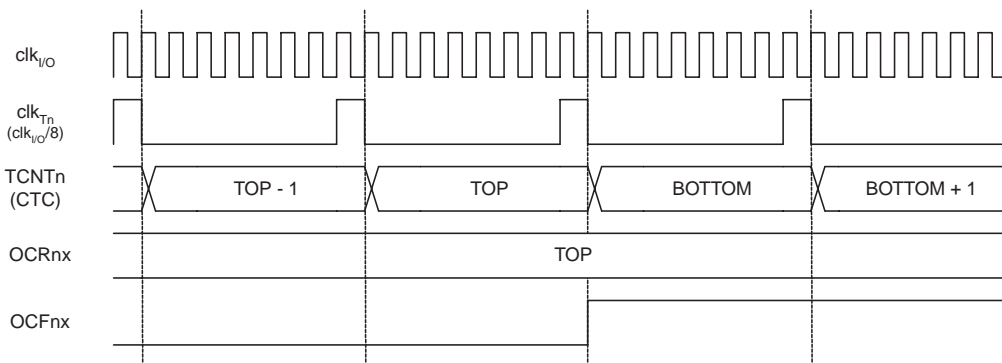 clkI/O
clkTn
(clkI/O/8)
TCNTn
(CTC)
TOP - 1
TOP
BOTTOM
BOTTOM + 1
OCRnx
TOP
OCFnx